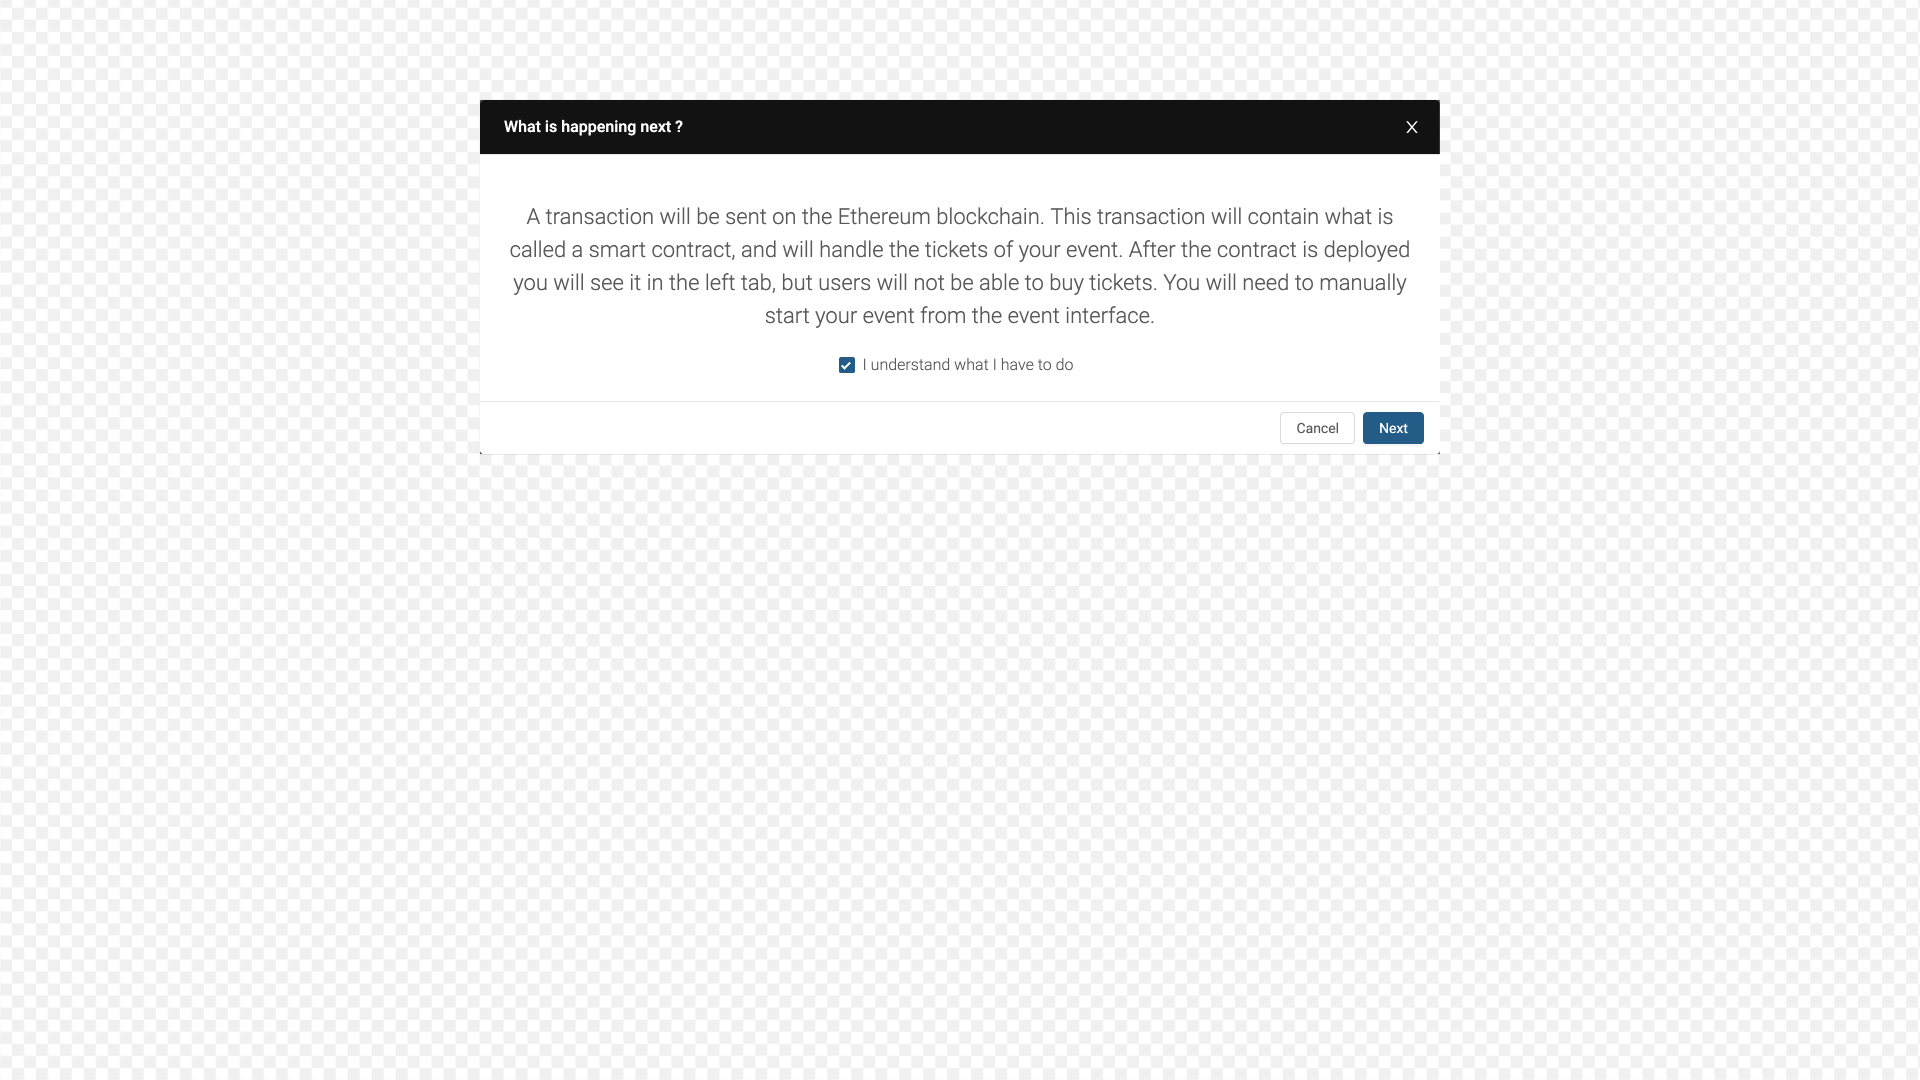 What is happening next ?
X
A transaction will be sent on the Ethereum blockchain. This transaction will contain what is
called a smart contract, and will handle the tickets of your event. After the contract is deployed
you will see it in the left tab, but users will not be able to buy tickets. You will need to manually
start your event from the event interface.
I understand what I have to do
Cancel
Next